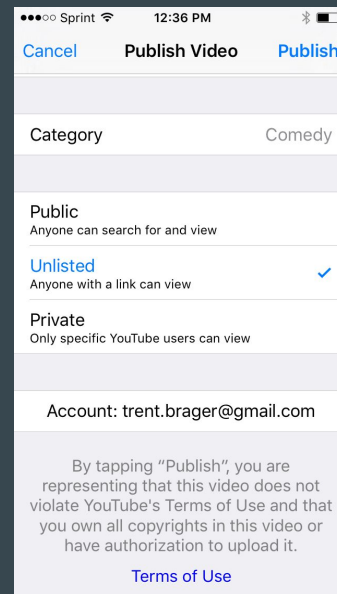 Sprint 12:36 PM
Cancel Publish Video Publish
Category Comedy
Public
Anyone can search for and view
Unlisted
Anyone with a link can view
Private
Only specific YouTube users can view
Account: trent.brager@gmail.com
By tapping “Publish”, you are
representing that this video does not
violate YouTube's Terms of Use and that
you own all copyrights in this video or
have authorization to upload it.
Terms of Use